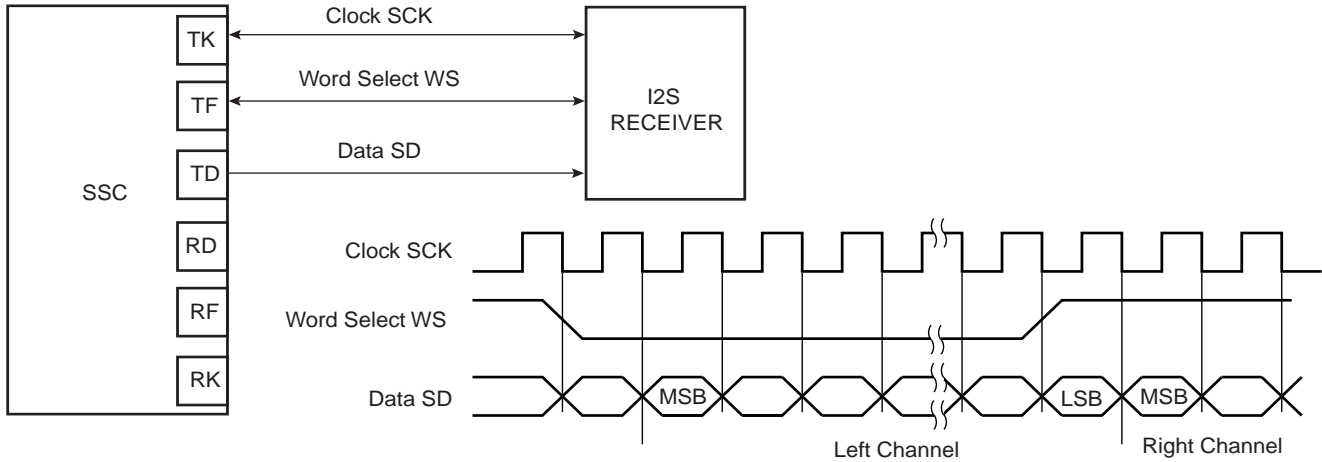 Clock SCK
TK
Word Select WS
TF
I2S
RECEIVER
Data SD
TD
SSC
RD
RF
RK
Clock SCK
Word Select WS
Data SD
MSB
LSB
MSB
Left Channel
Right Channel